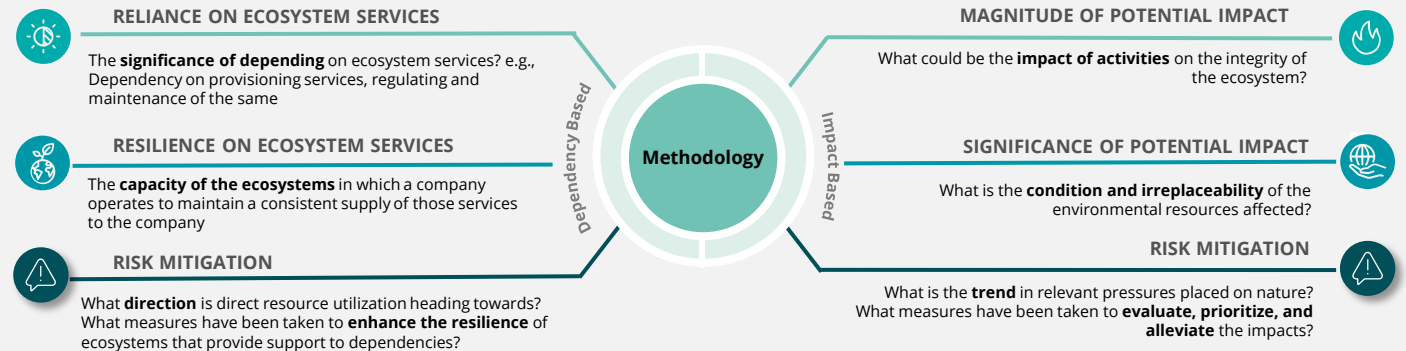 RELIANCE ON ECOSYSTEM SERVICES
The significance of depending on ecosystem services? e.g.,
Dependency on provisioning services, regulating and
maintenance of the same
RESILIENCE ON ECOSYSTEM SERVICES
The capacity of the ecosystems in which a company
operates to maintain a consistent supply of those services
to the company
RISK MITIGATION
What direction is direct resource utilization heading towards?
What measures have been taken to enhance the resilience of
ecosystems that provide support to dependencies?
Dependency Based
Methodology
Impact Based
MAGNITUDE OF POTENTIAL IMPACT
What could be the impact of activities on the integrity of
the ecosystem?
SIGNIFICANCE OF POTENTIAL IMPACT
What is the condition and irreplaceability of the
environmental resources affected?
RISK MITIGATION
What is the trend in relevant pressures placed on nature?
What measures have been taken to evaluate, prioritize, and
alleviate the impacts?